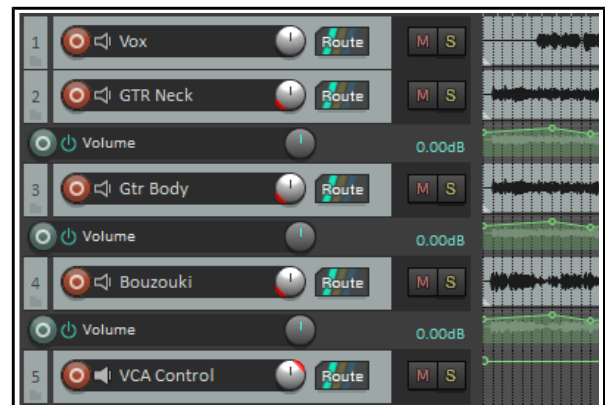 1 Vox Route M S
2 GTR Neck Route M S
Volume 0.00dB
3 Gtr Body Route M S
Volume 0.00dB
4 Bouzouki Route M S
Volume 0.00dB
5 VCA Control Route M S